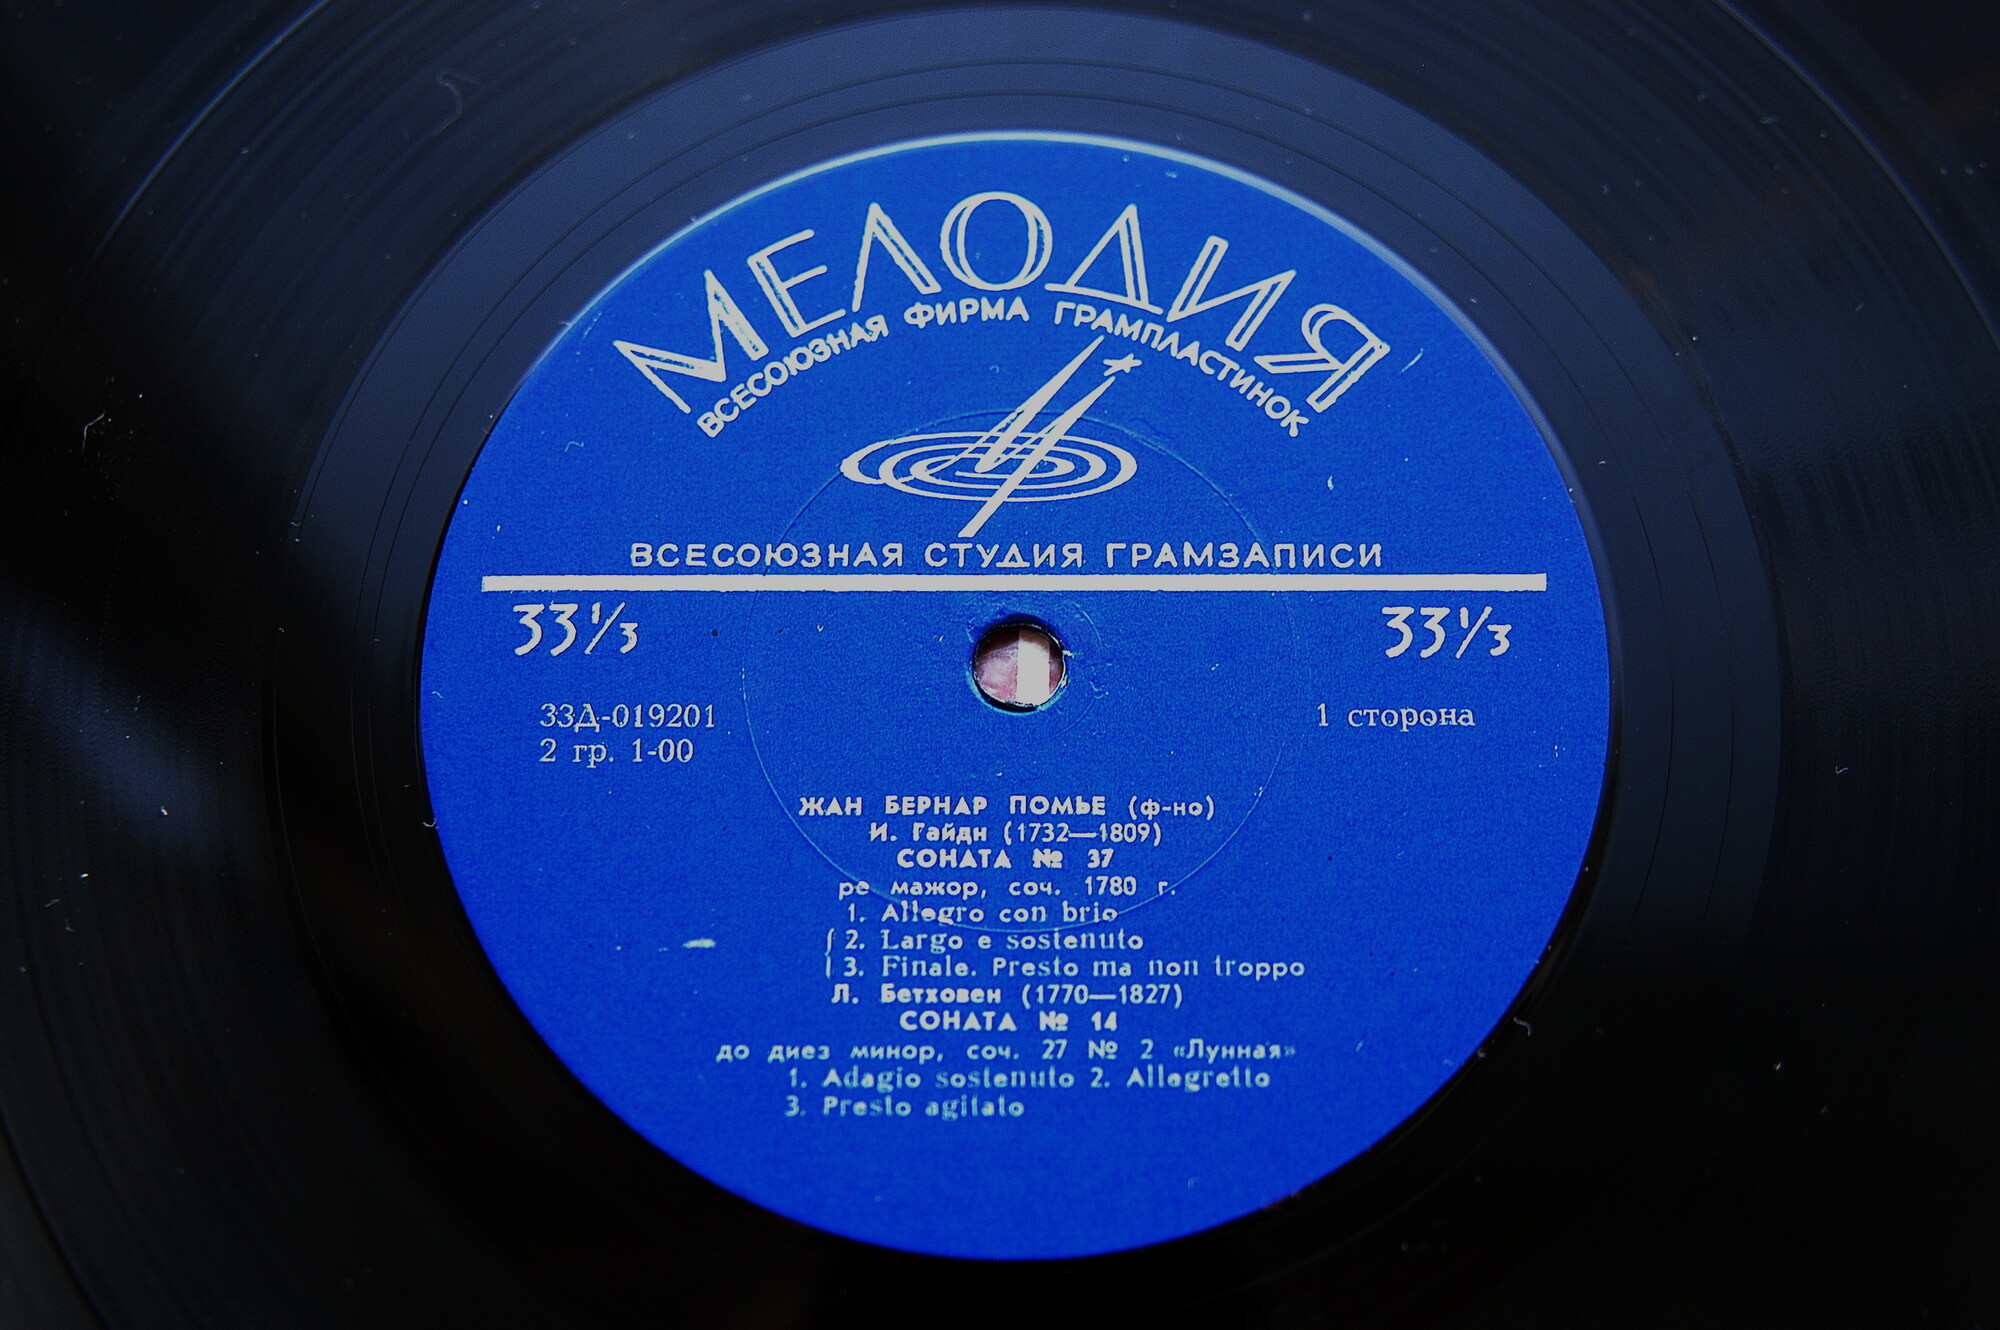 МЕЛОДИЯ
ВСЕСОЮЗНАЯ ФИРМА ГРАМПЛАСТИНОК
ВСЕСОЮЗНАЯ СТУДИЯ ГРАМЗАПИСИ
33⅓ 33⅓
33Д-019201 1 сторона
2 гр. 1-00
ЖАН БЕРНАР ПОМЬЕ (ф-но)
И. Гайдн (1732—1809)
СОНАТА № 37
ре мажор, соч. 1780 г.
1. Allegro con brio
2. Largo e sostenuto
3. Finale. Presto ma non troppo
Л. Бетховен (1770—1827)
СОНАТА № 14
до диез минор, соч. 27 № 2 «Лунная»
1. Adagio sostenuto 2. Allegretto
3. Presto agitato